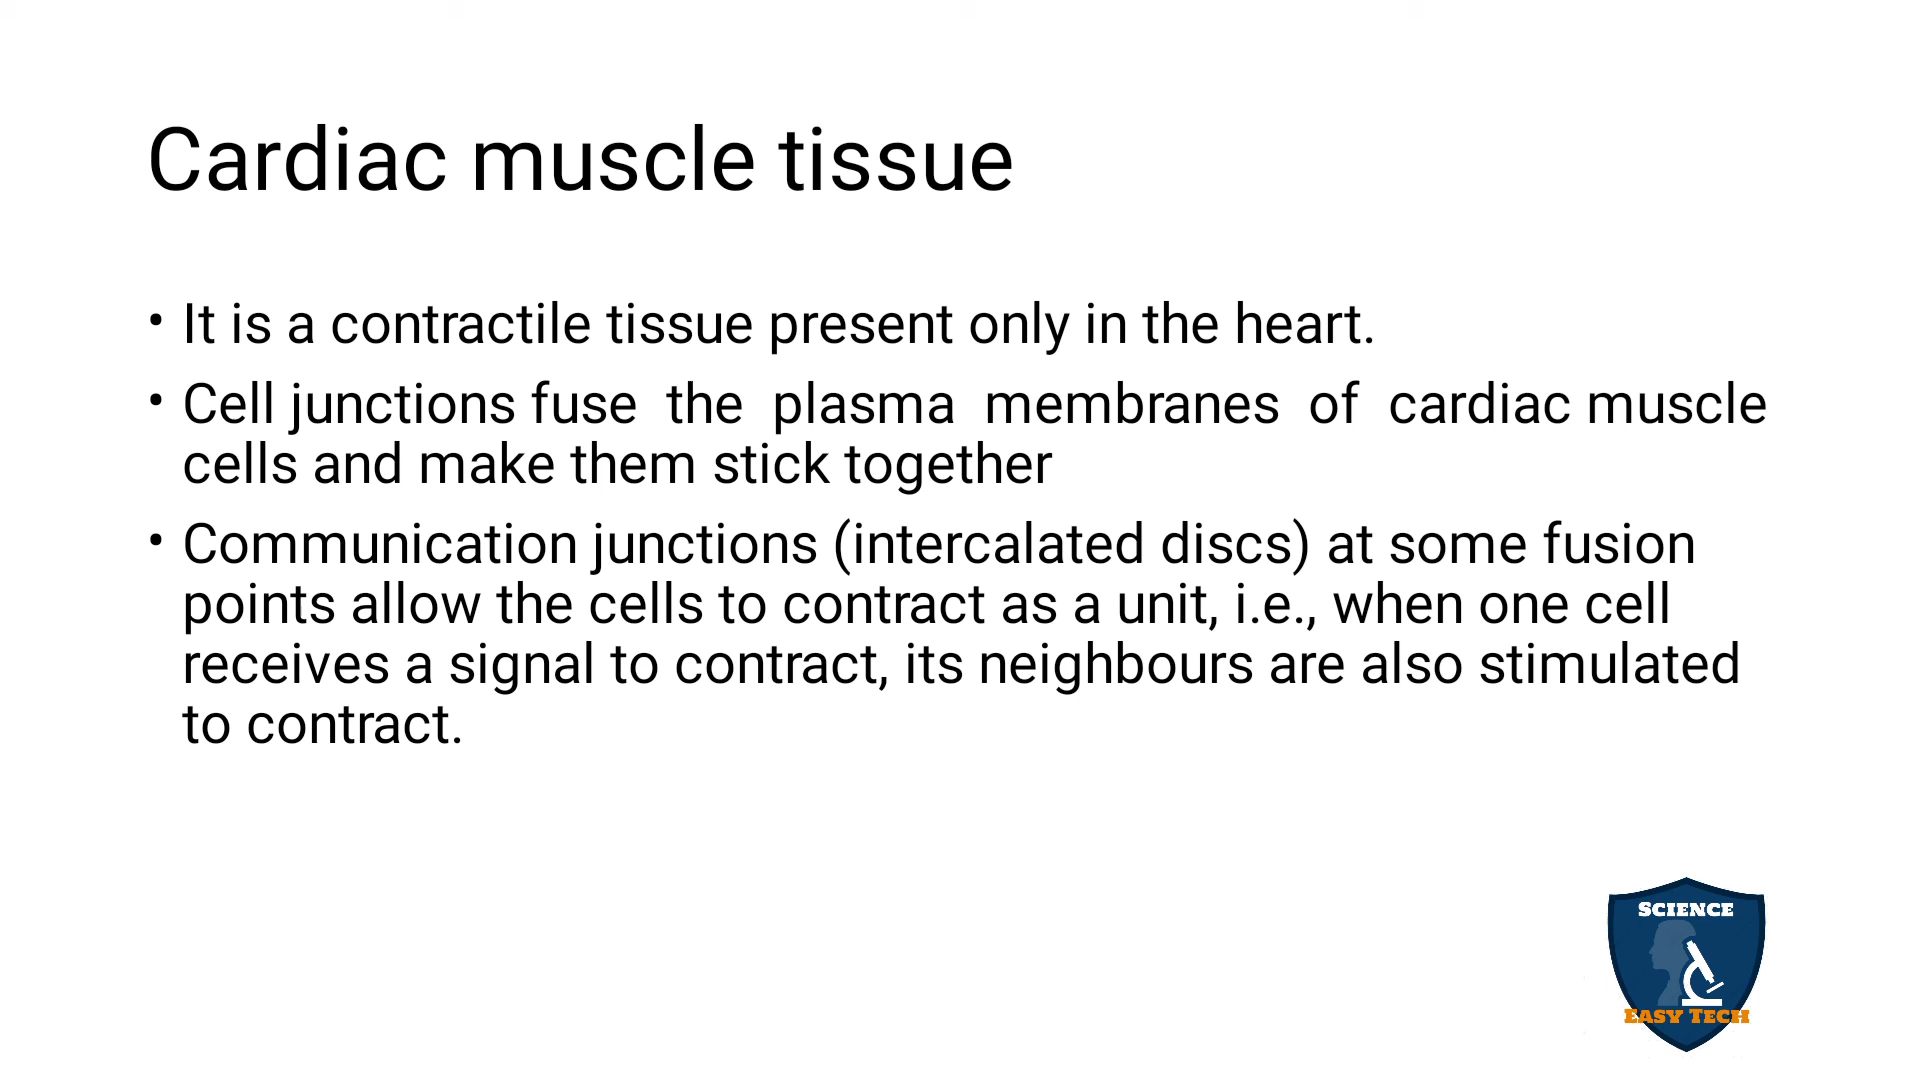 Cardiac muscle tissue
• It is a contractile tissue present only in the heart.
• Cell junctions fuse the plasma membranes of cardiac muscle
cells and make them stick together
• Communication junctions (intercalated discs) at some fusion
points allow the cells to contract as a unit, i.e., when one cell
receives a signal to contract, its neighbours are also stimulated
to contract.
SCIENCE
EASY TECH